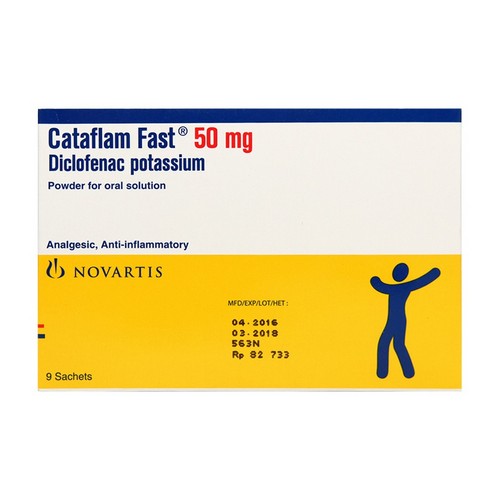 Cataflam Fast® 50 mg
Diclofenac potassium
Powder for oral solution
Analgesic, Anti-inflammatory
NOVARTIS
MFD/EXP/LOT/HET :
04 2016
03 2018
563N
Rp 82 733
9 Sachets